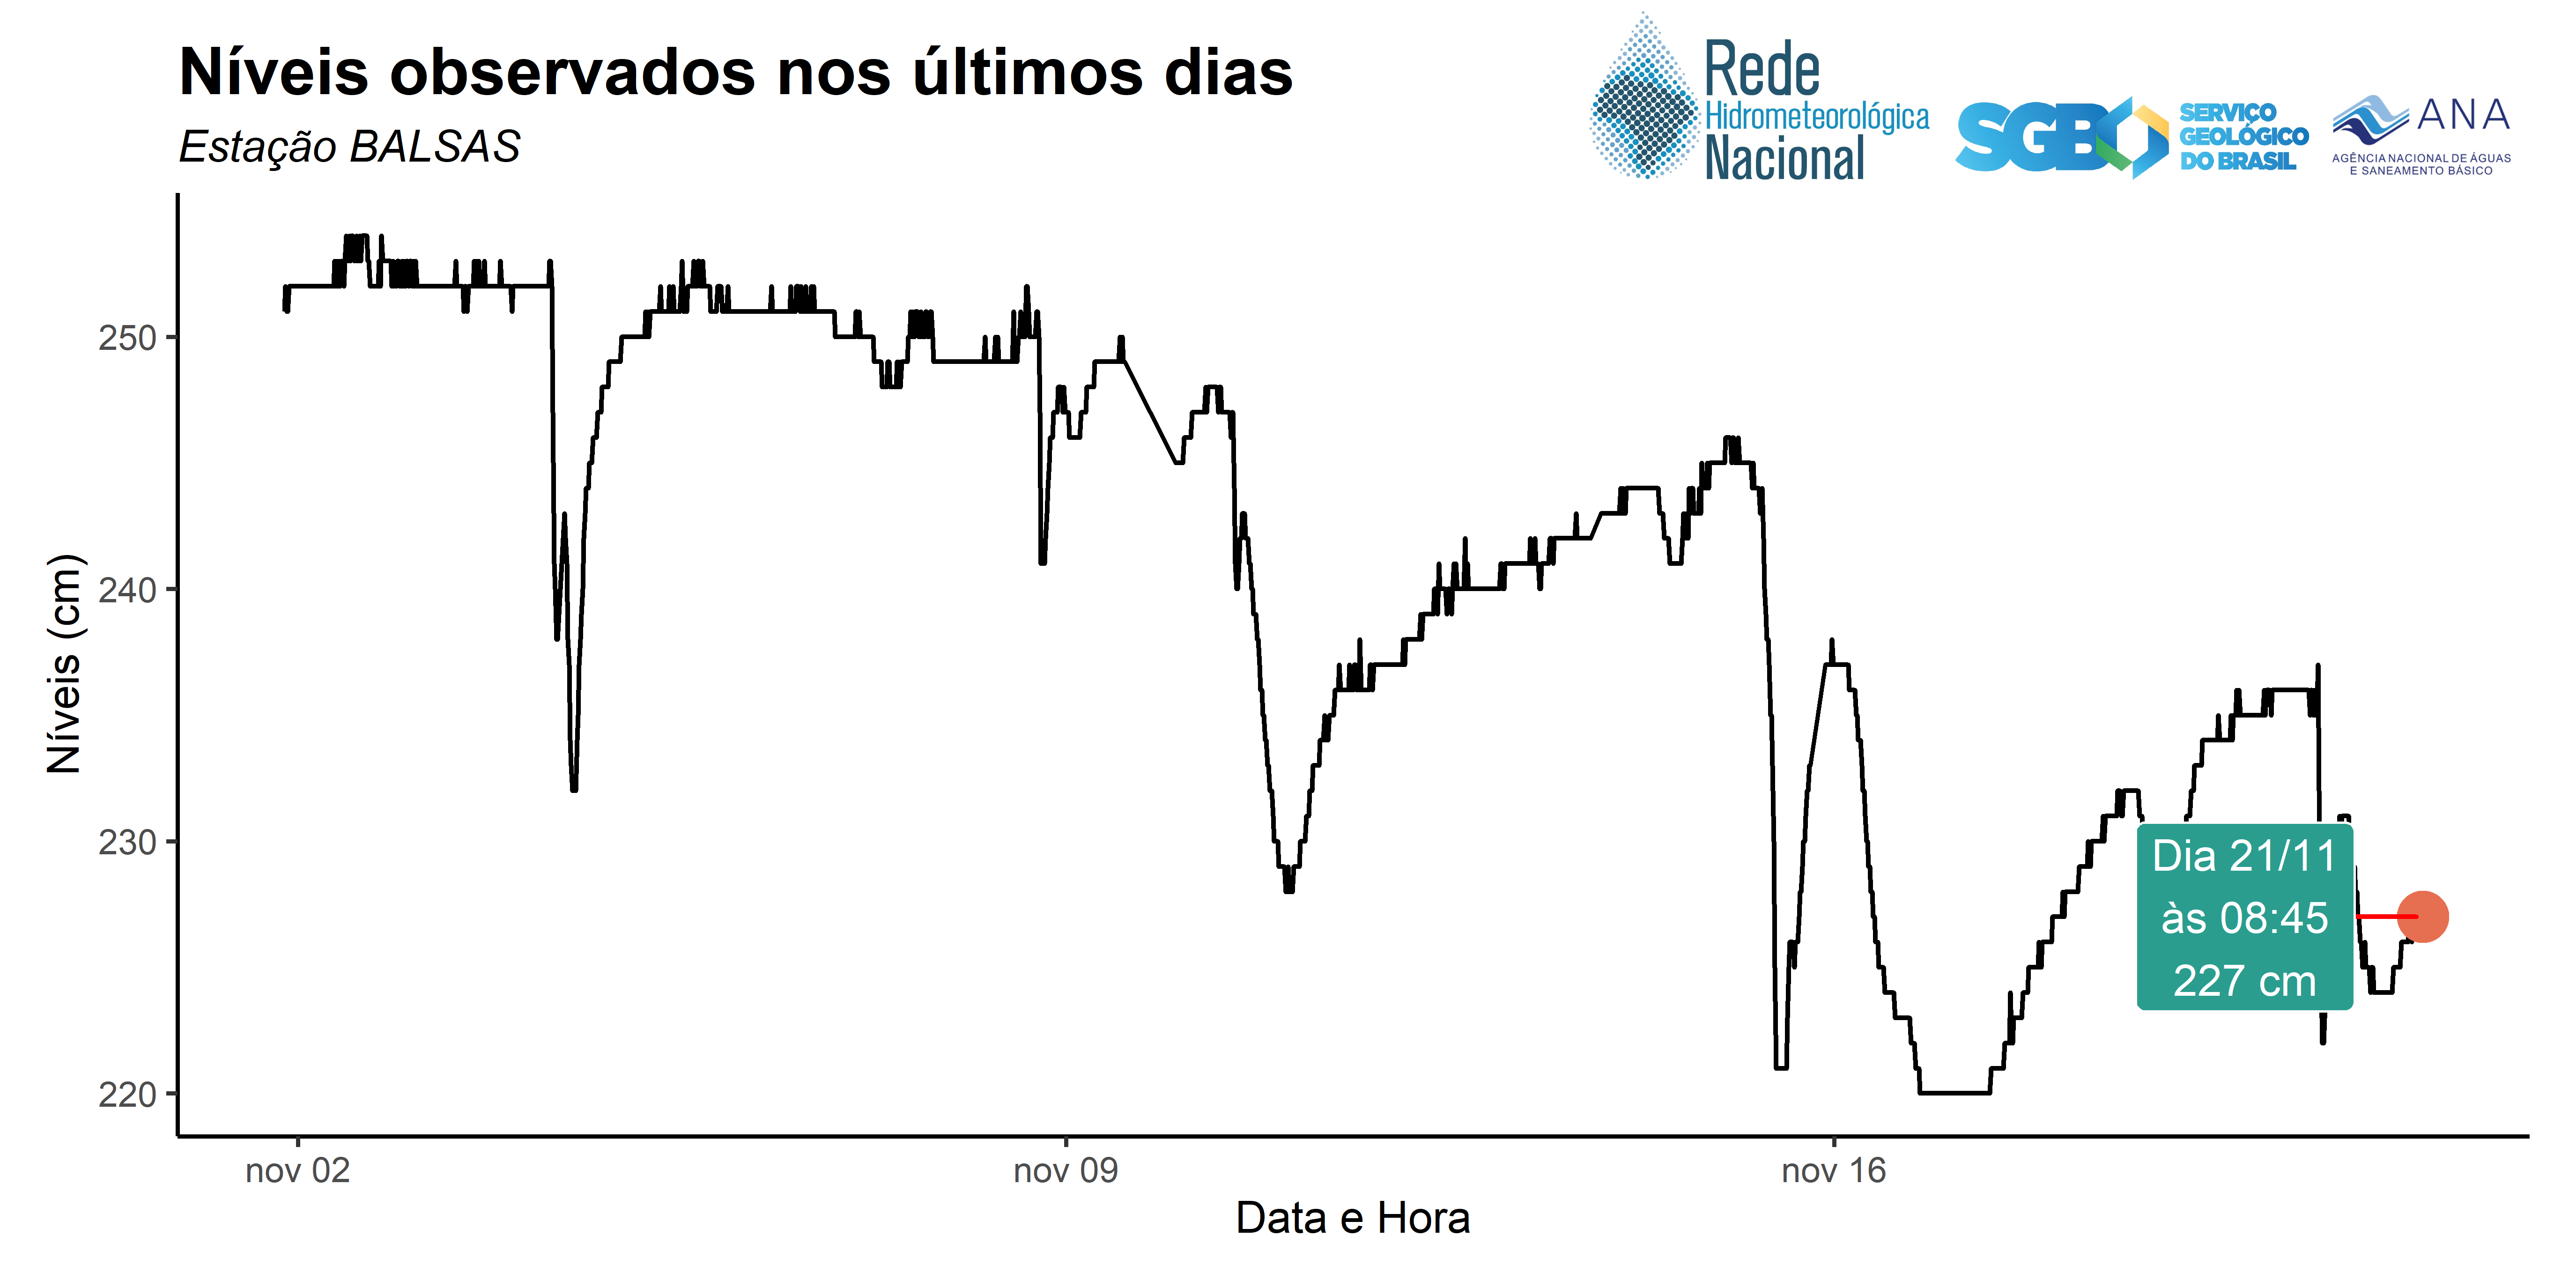 Níveis observados nos últimos dias
Estação BALSAS
Rede
Hidrometeorológica
Nacional
SGB
SERVIÇO
GEOLÓGICO
DO BRASIL
ANA
AGÊNCIA NACIONAL DE ÁGUAS
E SANEAMENTO BÁSICO
Níveis (cm)
250
240
230
220
Dia 21/11
às 08:45
227 cm
nov 02
nov 09
nov 16
Data e Hora